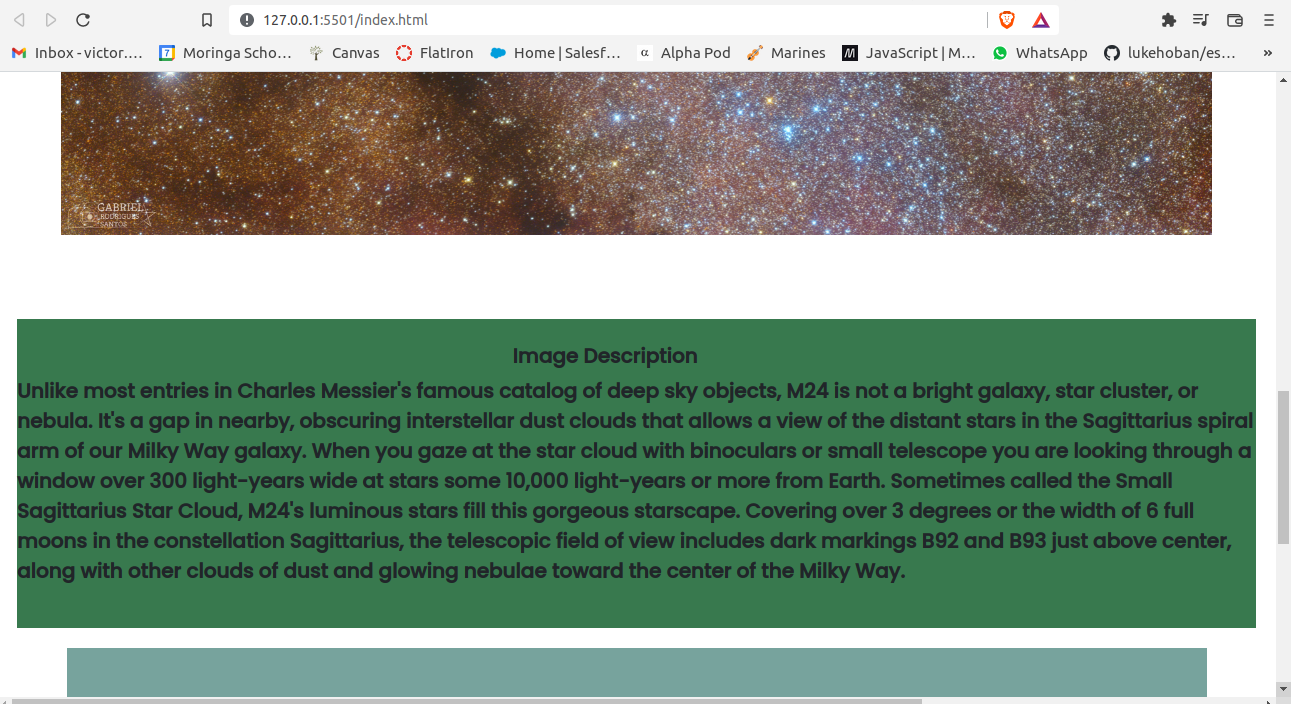 127.0.0.1:5501/index.html
Inbox - victor.... 7 Moringa Scho... Canvas FlatIron Home | Salesf... α Alpha Pod Marines M JavaScript | M... WhatsApp lukehoban/es... »
GABRIEL
RODRIGUES
SANTOS
Image Description
Unlike most entries in Charles Messier's famous catalog of deep sky objects, M24 is not a bright galaxy, star cluster, or
nebula. It's a gap in nearby, obscuring interstellar dust clouds that allows a view of the distant stars in the Sagittarius spiral
arm of our Milky Way galaxy. When you gaze at the star cloud with binoculars or small telescope you are looking through a
window over 300 light-years wide at stars some 10,000 light-years or more from Earth. Sometimes called the Small
Sagittarius Star Cloud, M24's luminous stars fill this gorgeous starscape. Covering over 3 degrees or the width of 6 full
moons in the constellation Sagittarius, the telescopic field of view includes dark markings B92 and B93 just above center,
along with other clouds of dust and glowing nebulae toward the center of the Milky Way.